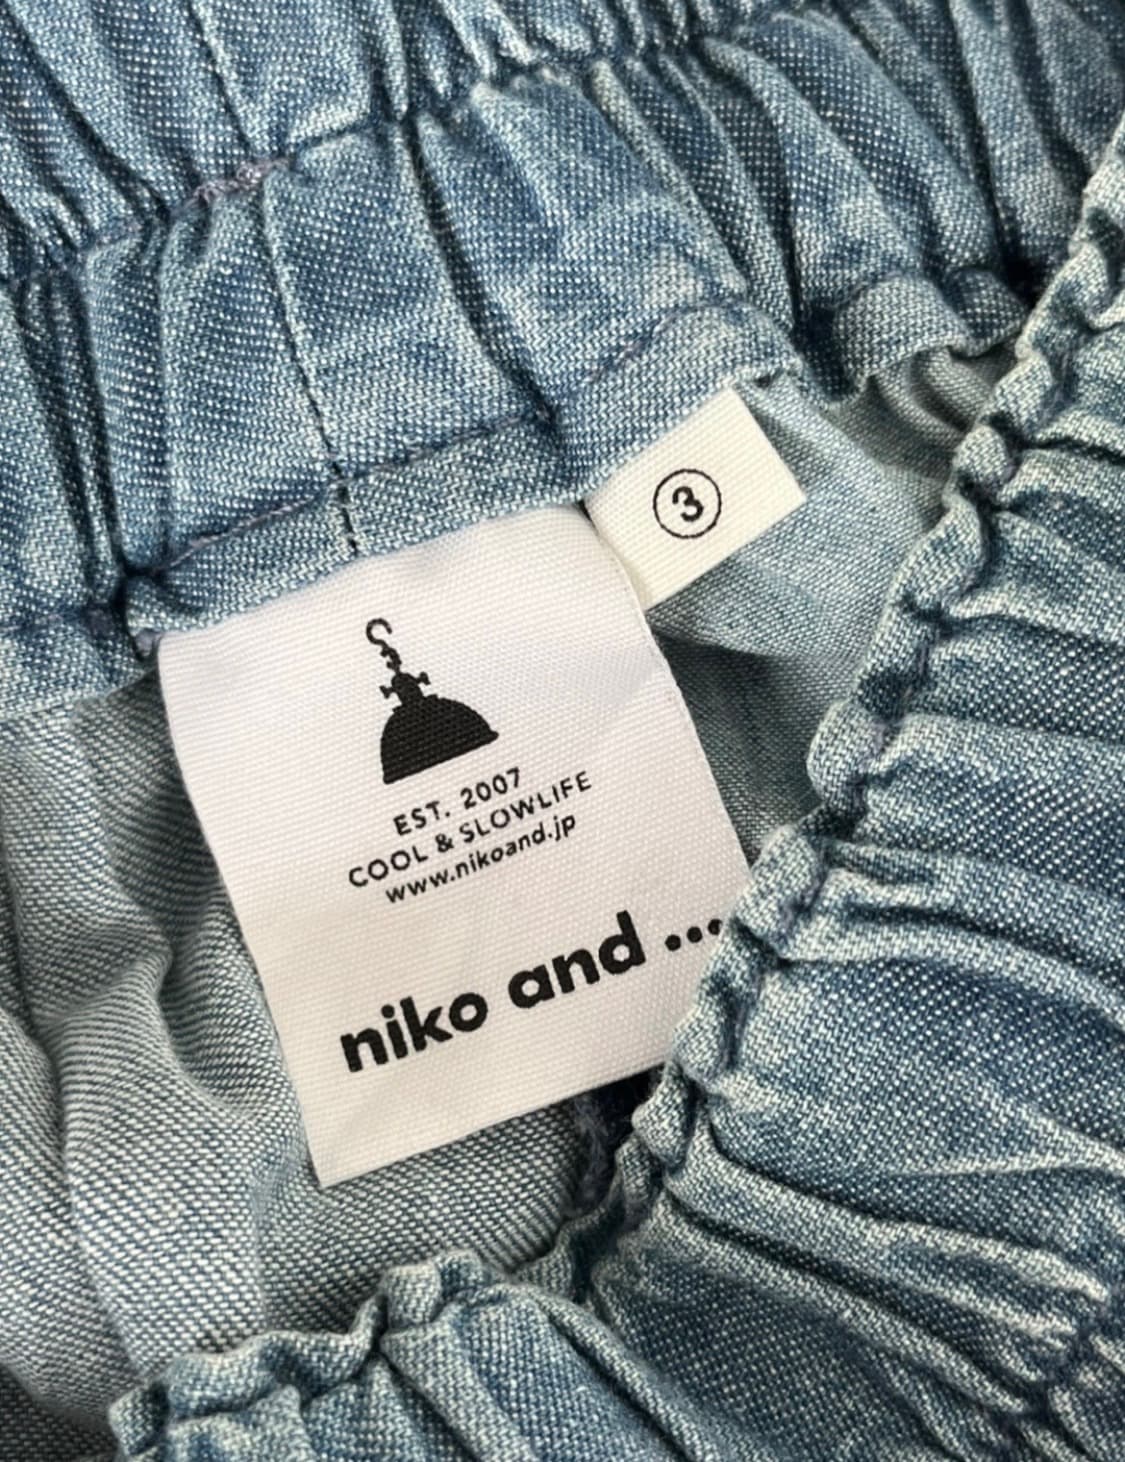 ③
EST. 2007
COOL & SLOWLIFE
www.nikoand.jp
niko and ...